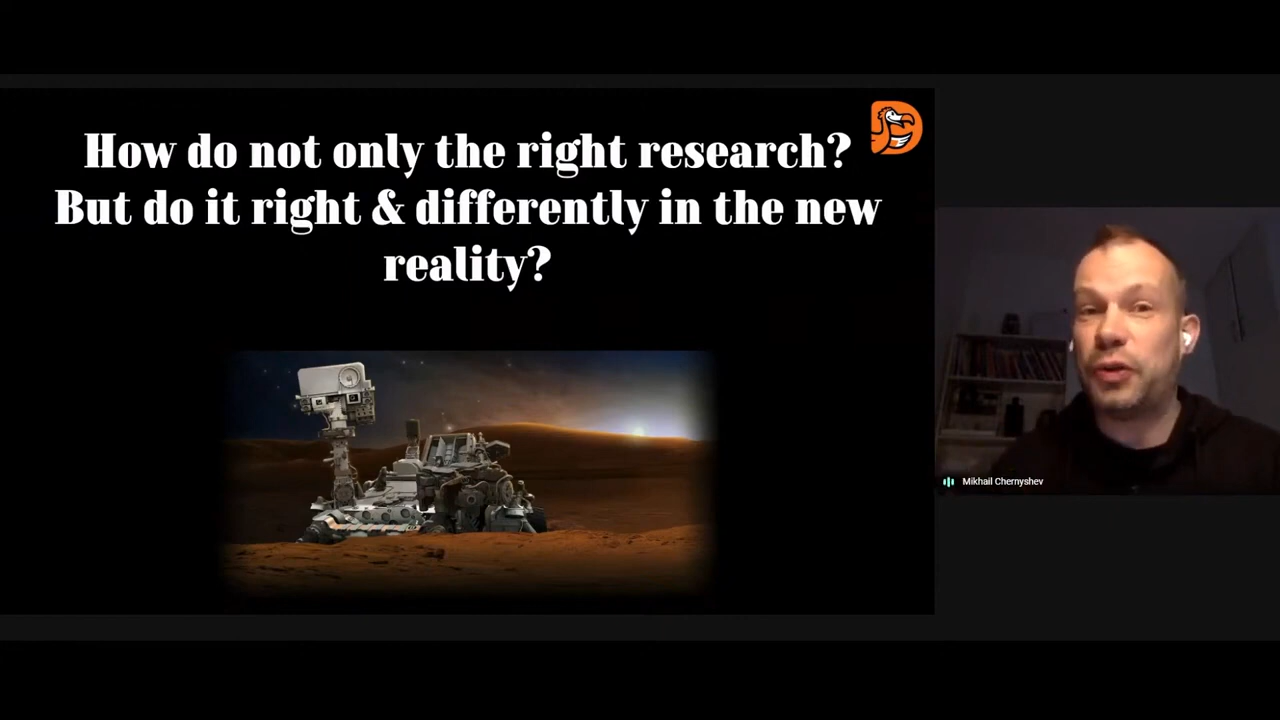 How do not only the right research?
But do it right & differently in the new
reality?
Mikhail Chernyshev